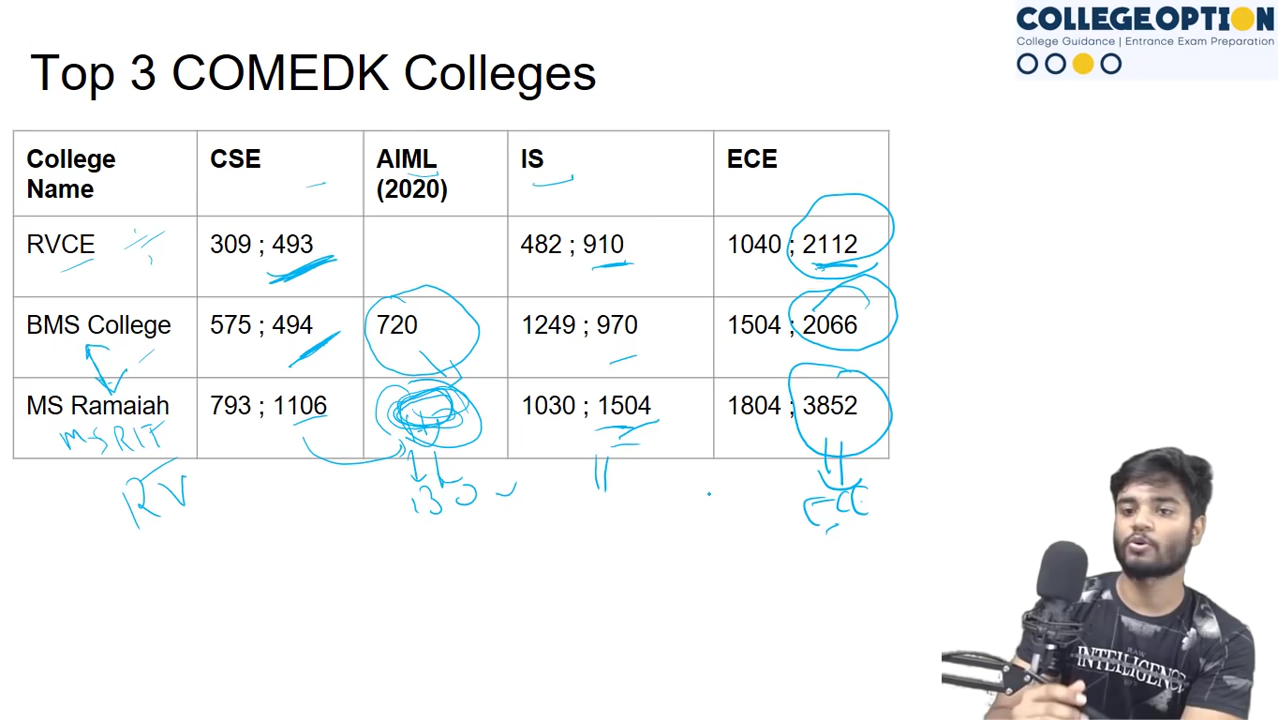 COLLEGEOPTION
College Guidance | Entrance Exam Preparation
Top 3 COMEDK Colleges
College Name CSE AIML (2020) IS ECE
RVCE 309 ; 493 482 ; 910 1040 ; 2112
BMS College 575 ; 494 720 1249 ; 970 1504 ; 2066
MS Ramaiah 793 ; 1106 1030 ; 1504 1804 ; 3852
MSRIT
RV
RAW
INTELLIGENCE